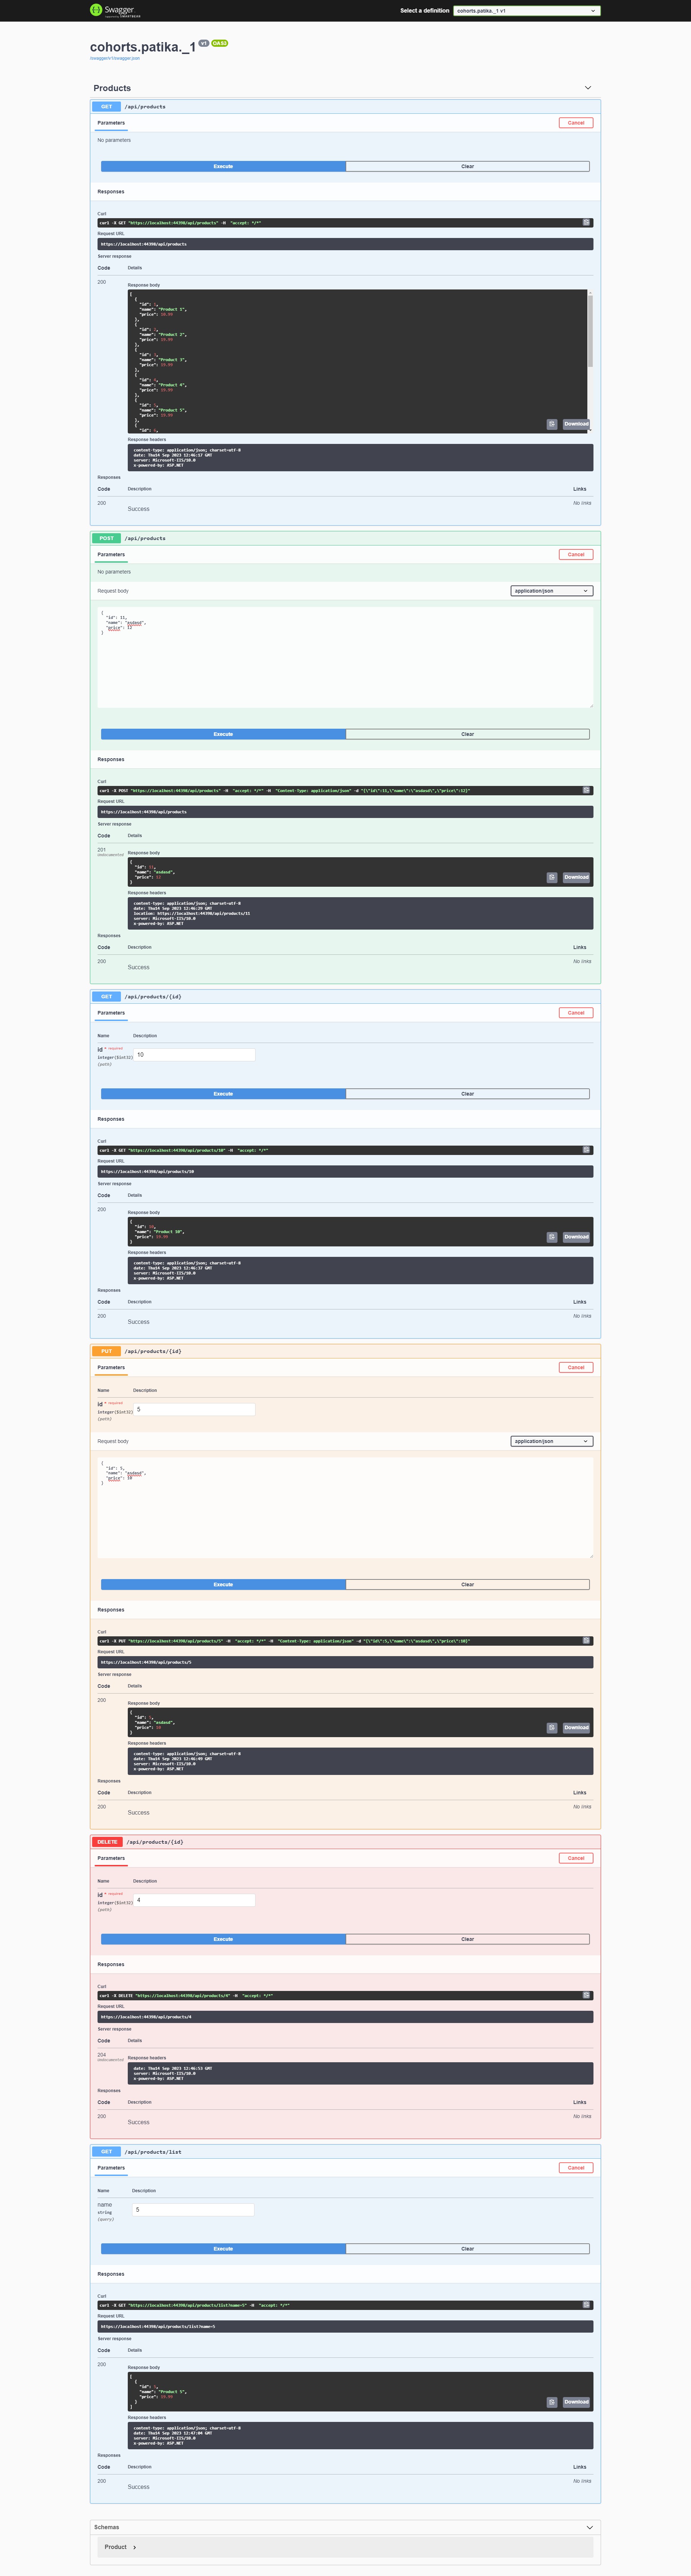 Swagger
Select a definition
cohorts.patika._1 v1
cohorts.patika._1 v1 OAS3
/swagger/v1/swagger.json
Products
GET /api/products
Parameters
Cancel
No parameters
Execute
Clear
Responses
Curl
curl -X GET "https://localhost:44398/api/products" -H "accept: */*"
Request URL
https://localhost:44398/api/products
Server response
Code Details
200
Response body
[
{
"id":
"name": "Product 1",
"price":
},
{
"id":
"name": "Product 2",
"price":
},
{
"id":
"name": "Product 3",
"price":
},
{
"id":
"name": "Product 4",
"price":
},
{
"id":
"name": "Product 5",
"price":
},
{
"id":
Download
Response headers
content-type: application/json; charset=utf-8
date: Thu14 Sep 2023 12:46:17 GMT
server: Microsoft-IIS/10.0
x-powered-by: ASP.NET
Responses
Code Description Links
200 No links
Success
POST /api/products
Parameters
Cancel
No parameters
Request body
application/json
{
"id": 11,
"name": "asdasd",
"price": 12
}
Execute
Clear
Responses
Curl
curl -X POST "https://localhost:44398/api/products" -H "accept: */*" -H "Content-Type: application/json" -d "{\"id\":11,\"name\":\"asdasd\",\"price\":12}"
Request URL
https://localhost:44398/api/products
Server response
Code Details
201
Undocumented
Response body
{
"id": 11,
"name": "asdasd",
"price": 12
}
Download
Response headers
content-type: application/json; charset=utf-8
date: Thu14 Sep 2023 12:46:29 GMT
location: https://localhost:44398/api/products/11
server: Microsoft-IIS/10.0
x-powered-by: ASP.NET
Responses
Code Description Links
200 No links
Success
GET /api/products/{id}
Parameters
Cancel
Name Description
id * required
integer($int32)
(path)
10
Execute
Clear
Responses
Curl
curl -X GET "https://localhost:44398/api/products/10" -H "accept: */*"
Request URL
https://localhost:44398/api/products/10
Server response
Code Details
200
Response body
{
"id": 10,
"name": "Product 10",
"price":
}
Download
Response headers
content-type: application/json; charset=utf-8
date: Thu14 Sep 2023 12:46:37 GMT
server: Microsoft-IIS/10.0
x-powered-by: ASP.NET
Responses
Code Description Links
200 No links
Success
PUT /api/products/{id}
Parameters
Cancel
Name Description
id * required
integer($int32)
(path)
5
Request body
application/json
{
"id": 5,
"name": "asdasd",
"price": 10
}
Execute
Clear
Responses
Curl
curl -X PUT "https://localhost:44398/api/products/5" -H "accept: */*" -H "Content-Type: application/json" -d "{\"id\":5,\"name\":\"asdasd\",\"price\":10}"
Request URL
https://localhost:44398/api/products/5
Server response
Code Details
200
Response body
{
"id": 5,
"name": "asdasd",
"price": 10
}
Download
Response headers
content-type: application/json; charset=utf-8
date: Thu14 Sep 2023 12:46:49 GMT
server: Microsoft-IIS/10.0
x-powered-by: ASP.NET
Responses
Code Description Links
200 No links
Success
DELETE /api/products/{id}
Parameters
Cancel
Name Description
id * required
integer($int32)
(path)
4
Execute
Clear
Responses
Curl
curl -X DELETE "https://localhost:44398/api/products/4" -H "accept: */*"
Request URL
https://localhost:44398/api/products/4
Server response
Code Details
204
Undocumented
Response headers
date: Thu14 Sep 2023 12:46:53 GMT
server: Microsoft-IIS/10.0
x-powered-by: ASP.NET
Responses
Code Description Links
200 No links
Success
GET /api/products/list
Parameters
Cancel
Name Description
name
string
(query)
5
Execute
Clear
Responses
Curl
curl -X GET "https://localhost:44398/api/products/list?name=5" -H "accept: */*"
Request URL
https://localhost:44398/api/products/list?name=5
Server response
Code Details
200
Response body
[
{
"id": 5,
"name": "Product 5",
"price":
}
]
Download
Response headers
content-type: application/json; charset=utf-8
date: Thu14 Sep 2023 12:47:04 GMT
server: Microsoft-IIS/10.0
x-powered-by: ASP.NET
Responses
Code Description Links
200 No links
Success
Schemas
Product